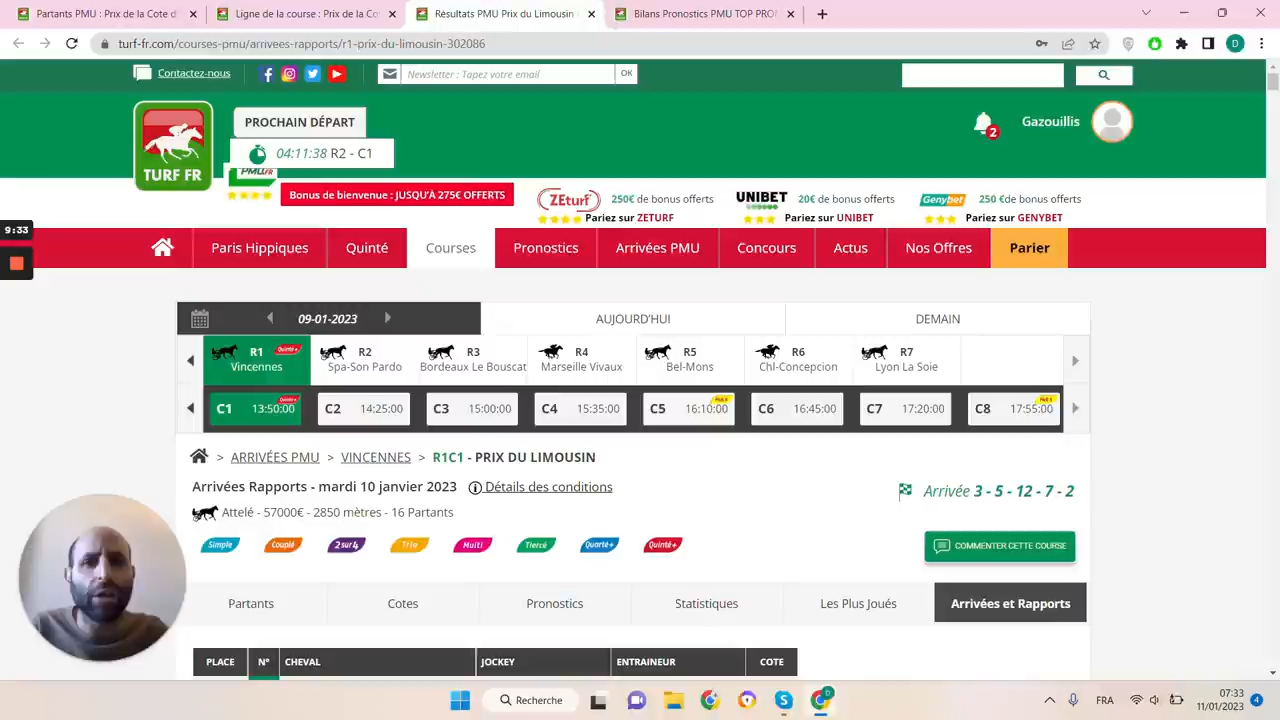 Partants PMU : Prix de la Cot
Ligne de Turf de
Résultats PMU - Prix du Limousin
Bilans Pronostics PMU TOP PRO
turf-fr.com/courses-pmu/arrivees-rapports/r1-prix-du-limousin-302086
D
Contactez-nous
Newsletter : Tapez votre email
OK
PROCHAIN DÉPART
04:11:38 R2 - C1
TURF FR
2
Gazouillis
PMU.FR
Bonus de bienvenue : JUSQU'À 275€ OFFERTS
ZEturf
250€ de bonus offerts
Pariez sur ZETURF
UNIBET
20€ de bonus offerts
Pariez sur UNIBET
Genybet
250 €de bonus offerts
Pariez sur GENYBET
9:33
Paris Hippiques
Quinté
Courses
Pronostics
Arrivées PMU
Concours
Actus
Nos Offres
Parier
09-01-2023
AUJOURD'HUI
DEMAIN
R1 Quinté+
Vincennes
R2
Spa-Son Pardo
R3
Bordeaux Le Bouscat
R4
Marseille Vivaux
R5
Bel-Mons
R6
Chl-Concepcion
R7
Lyon La Soie
C1 13:50:00 Quinté+
C2 14:25:00
C3 15:00:00
C4 15:35:00
C5 16:10:00
C6 16:45:00
C7 17:20:00
C8 17:55:00
> ARRIVÉES PMU > VINCENNES > R1C1 - PRIX DU LIMOUSIN
Arrivées Rapports - mardi 10 janvier 2023 Détails des conditions
Arrivée 3 - 5 - 12 - 7 - 2
Attelé - 57000€ - 2850 mètres - 16 Partants
Simple
Couplé
2sur4
Trio
Multi
Tiercé
Quarté+
Quinté+
COMMENTER CETTE COURSE
Partants
Cotes
Pronostics
Statistiques
Les Plus Joués
Arrivées et Rapports
PLACE
N°
CHEVAL
JOCKEY
ENTRAINEUR
COTE
Recherche
FRA
07:33
11/01/2023
4